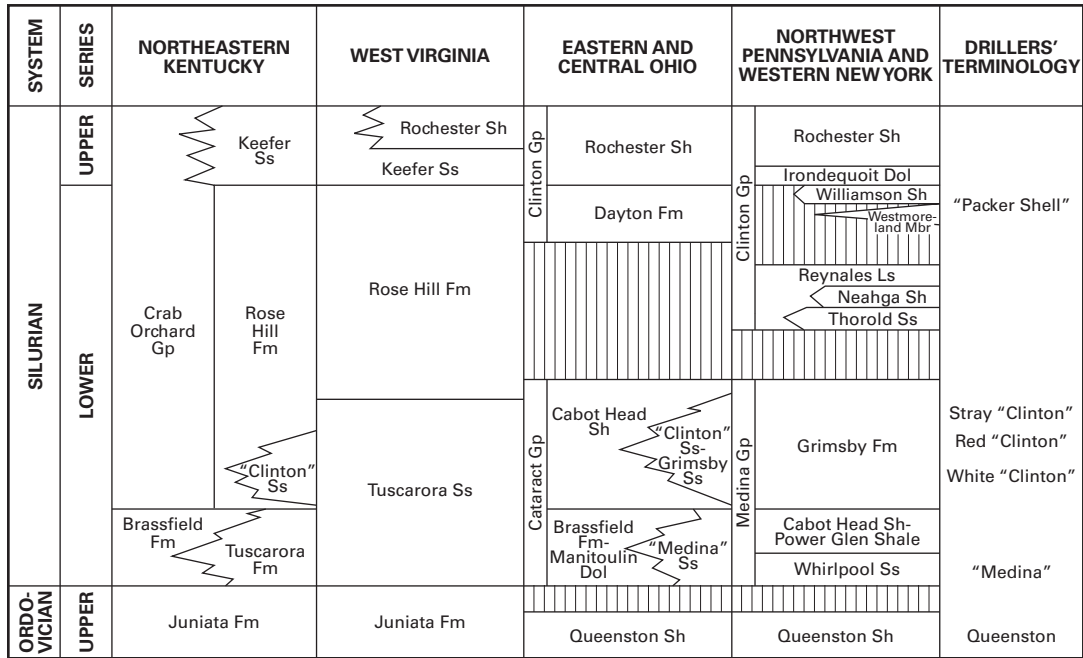 SYSTEM
SERIES
NORTHEASTERN
KENTUCKY
WEST VIRGINIA
EASTERN AND
CENTRAL OHIO
NORTHWEST
PENNSYLVANIA AND
WESTERN NEW YORK
DRILLERS’
TERMINOLOGY
SILURIAN
UPPER
LOWER
Crab
Orchard
Gp
Keefer
Ss
Rose
Hill
Fm
“Clinton”
Ss
Brassfield
Fm
Tuscarora
Fm
Rochester Sh
Keefer Ss
Rose Hill Fm
Tuscarora Ss
Clinton Gp
Rochester Sh
Dayton Fm
Cataract Gp
Cabot Head
Sh
“Clinton”
Ss-
Grimsby
Ss
Brassfield
Fm-
Manitoulin
Dol
“Medina”
Ss
Clinton Gp
Rochester Sh
Irondequoit Dol
Williamson Sh
Westmore-
land Mbr
Reynales Ls
Neahga Sh
Thorold Ss
Medina Gp
Grimsby Fm
Cabot Head Sh-
Power Glen Shale
Whirlpool Ss
“Packer Shell”
Stray “Clinton”
Red “Clinton”
White “Clinton”
“Medina”
ORDO-
VICIAN
UPPER
Juniata Fm
Juniata Fm
Queenston Sh
Queenston Sh
Queenston